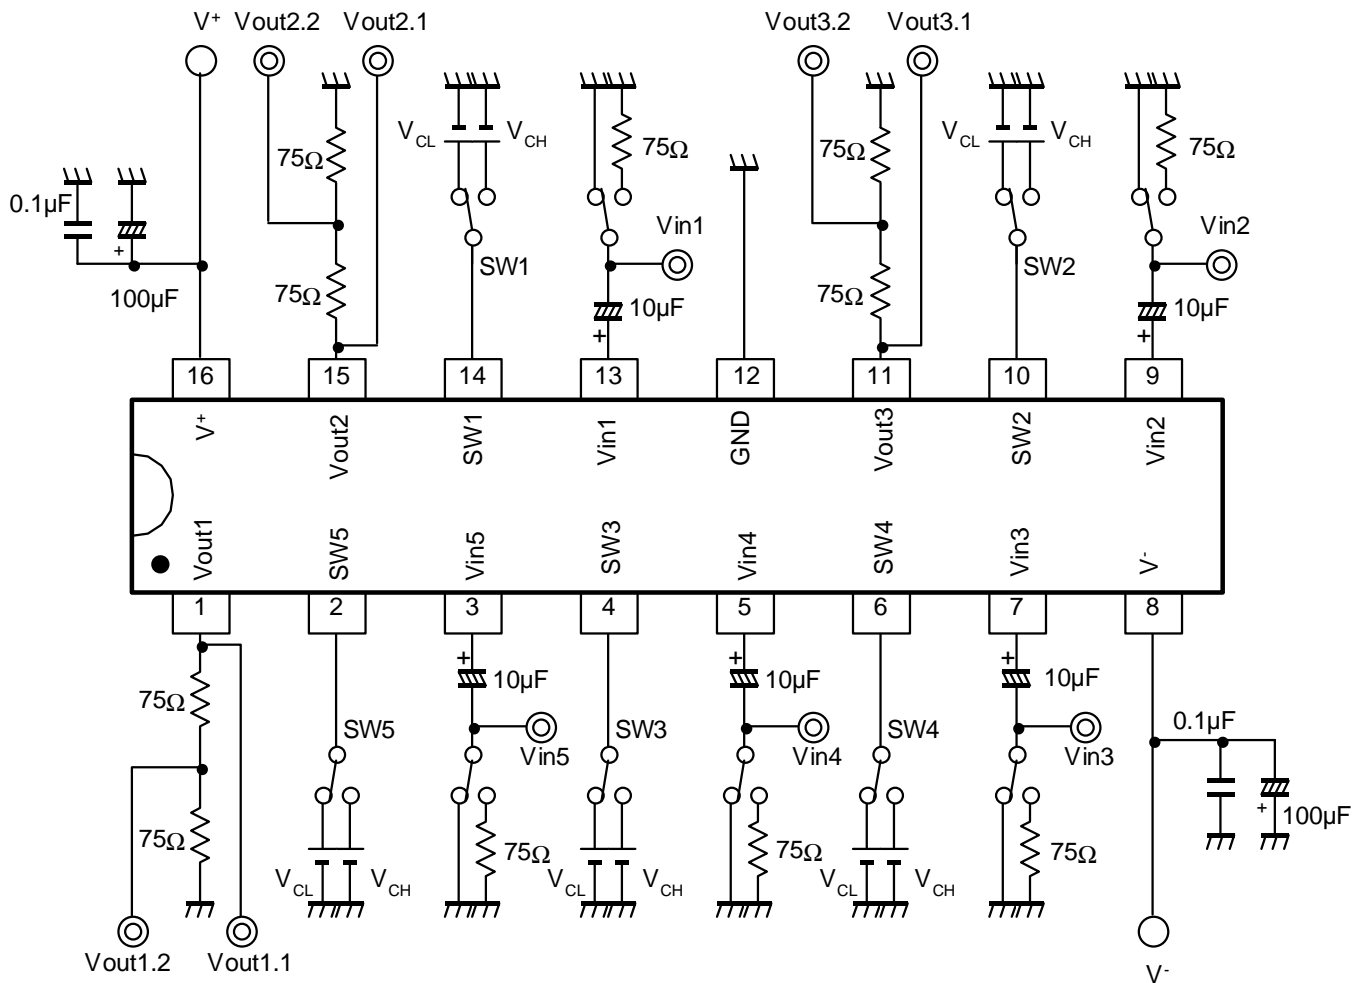 V+ Vout2.2 Vout2.1 Vout3.2 Vout3.1
VCL VCH 75Ω VCL VCH 75Ω
75Ω 75Ω
0.1µF Vin1 Vin2
SW1 SW2
100µF 75Ω 10µF 75Ω 10µF
+ + +
16 15 14 13 12 11 10 9
V+ Vout2 SW1 Vin1 GND Vout3 SW2 Vin2
Vout1 SW5 Vin5 SW3 Vin4 SW4 Vin3 V-
1 2 3 4 5 6 7 8
+ + +
75Ω 10µF 10µF 10µF
SW5 SW3 SW4 0.1µF
Vin5 Vin4 Vin3
+ 100µF
75Ω 75Ω 75Ω 75Ω
VCL VCH VCL VCH VCL VCH
Vout1.2 Vout1.1 V-